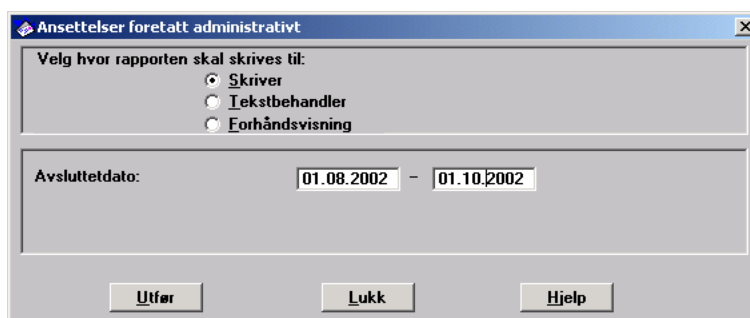 Ansettelser foretatt administrativt
Velg hvor rapporten skal skrives til:
Skriver
Tekstbehandler
Forhåndsvisning
Avsluttetdato: 01.08.2002 - 01.10.2002
Utfør Lukk Hjelp